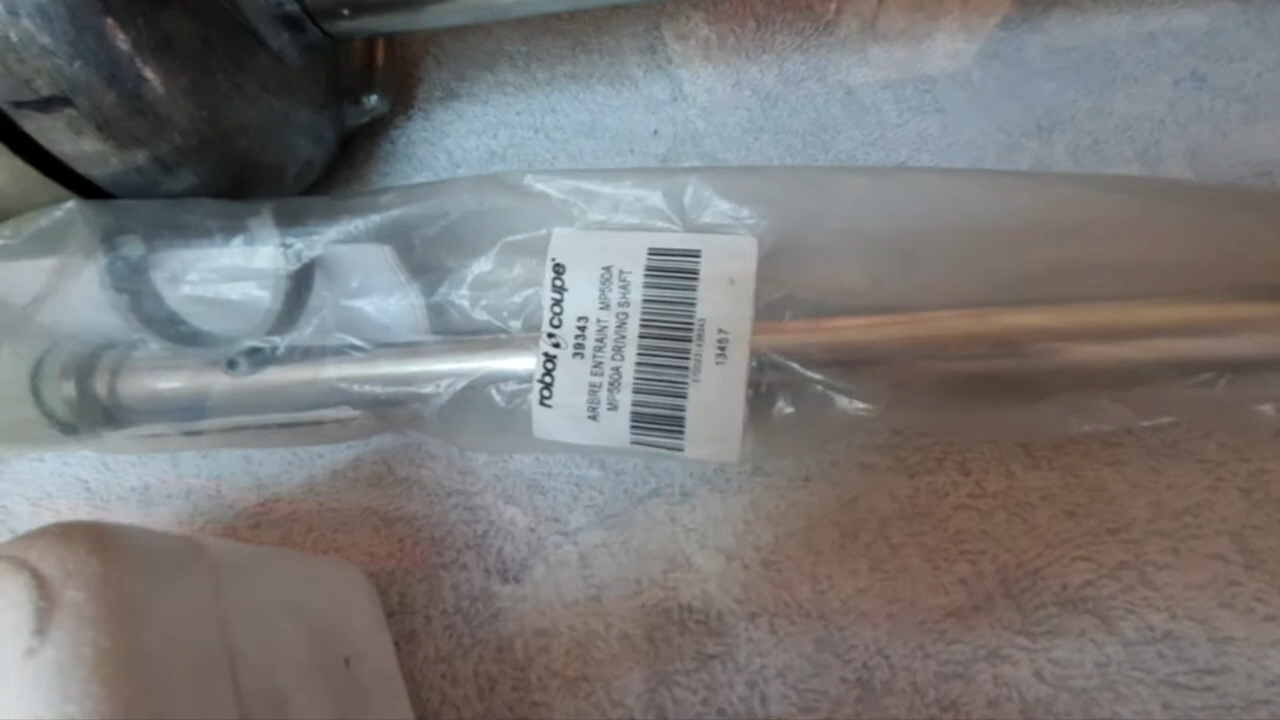 robot coupe
39343
ARBRE ENTRAINT MP550A
MP550A DRIVING SHAFT
13457